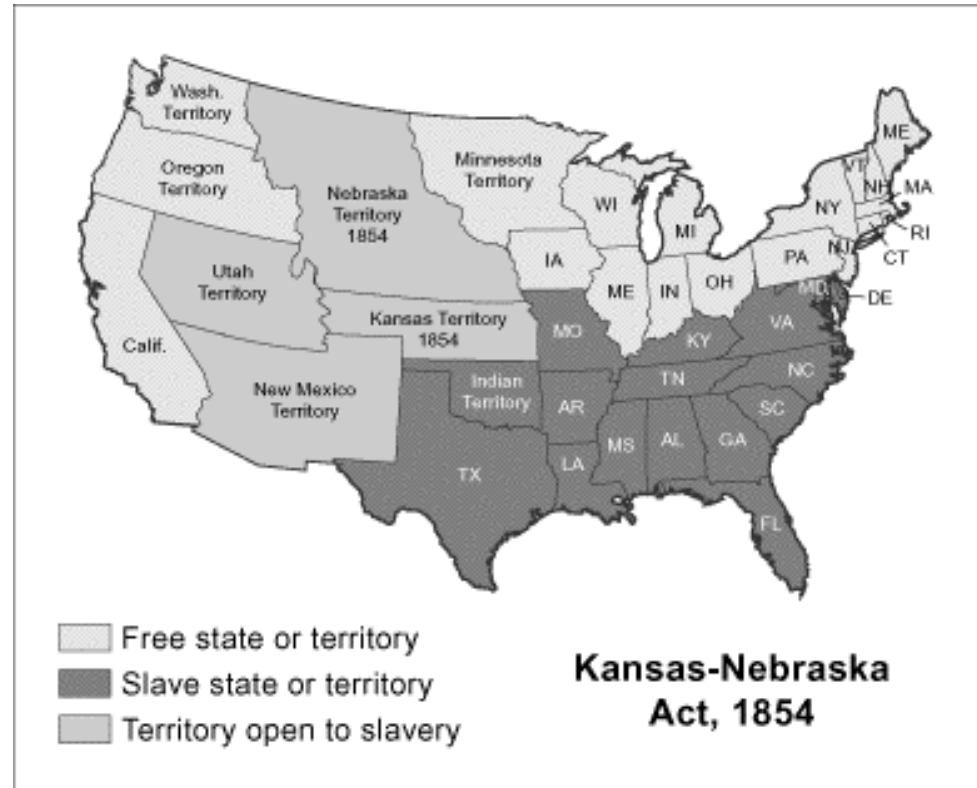 Wash.
Territory
Oregon
Territory
Nebraska
Territory
1854
Minnesota
Territory
ME
VT
NH
MA
NY
RI
CT
WI
MI
IA
PA
NJ
Utah
Territory
ME
IN
OH
MD
DE
Kansas Territory
1854
MO
KY
VA
Calif.
New Mexico
Territory
Indian
Territory
TN
NC
AR
SC
MS
AL
GA
TX
LA
FL
Free state or territory
Slave state or territory
Territory open to slavery
Kansas-Nebraska
Act, 1854